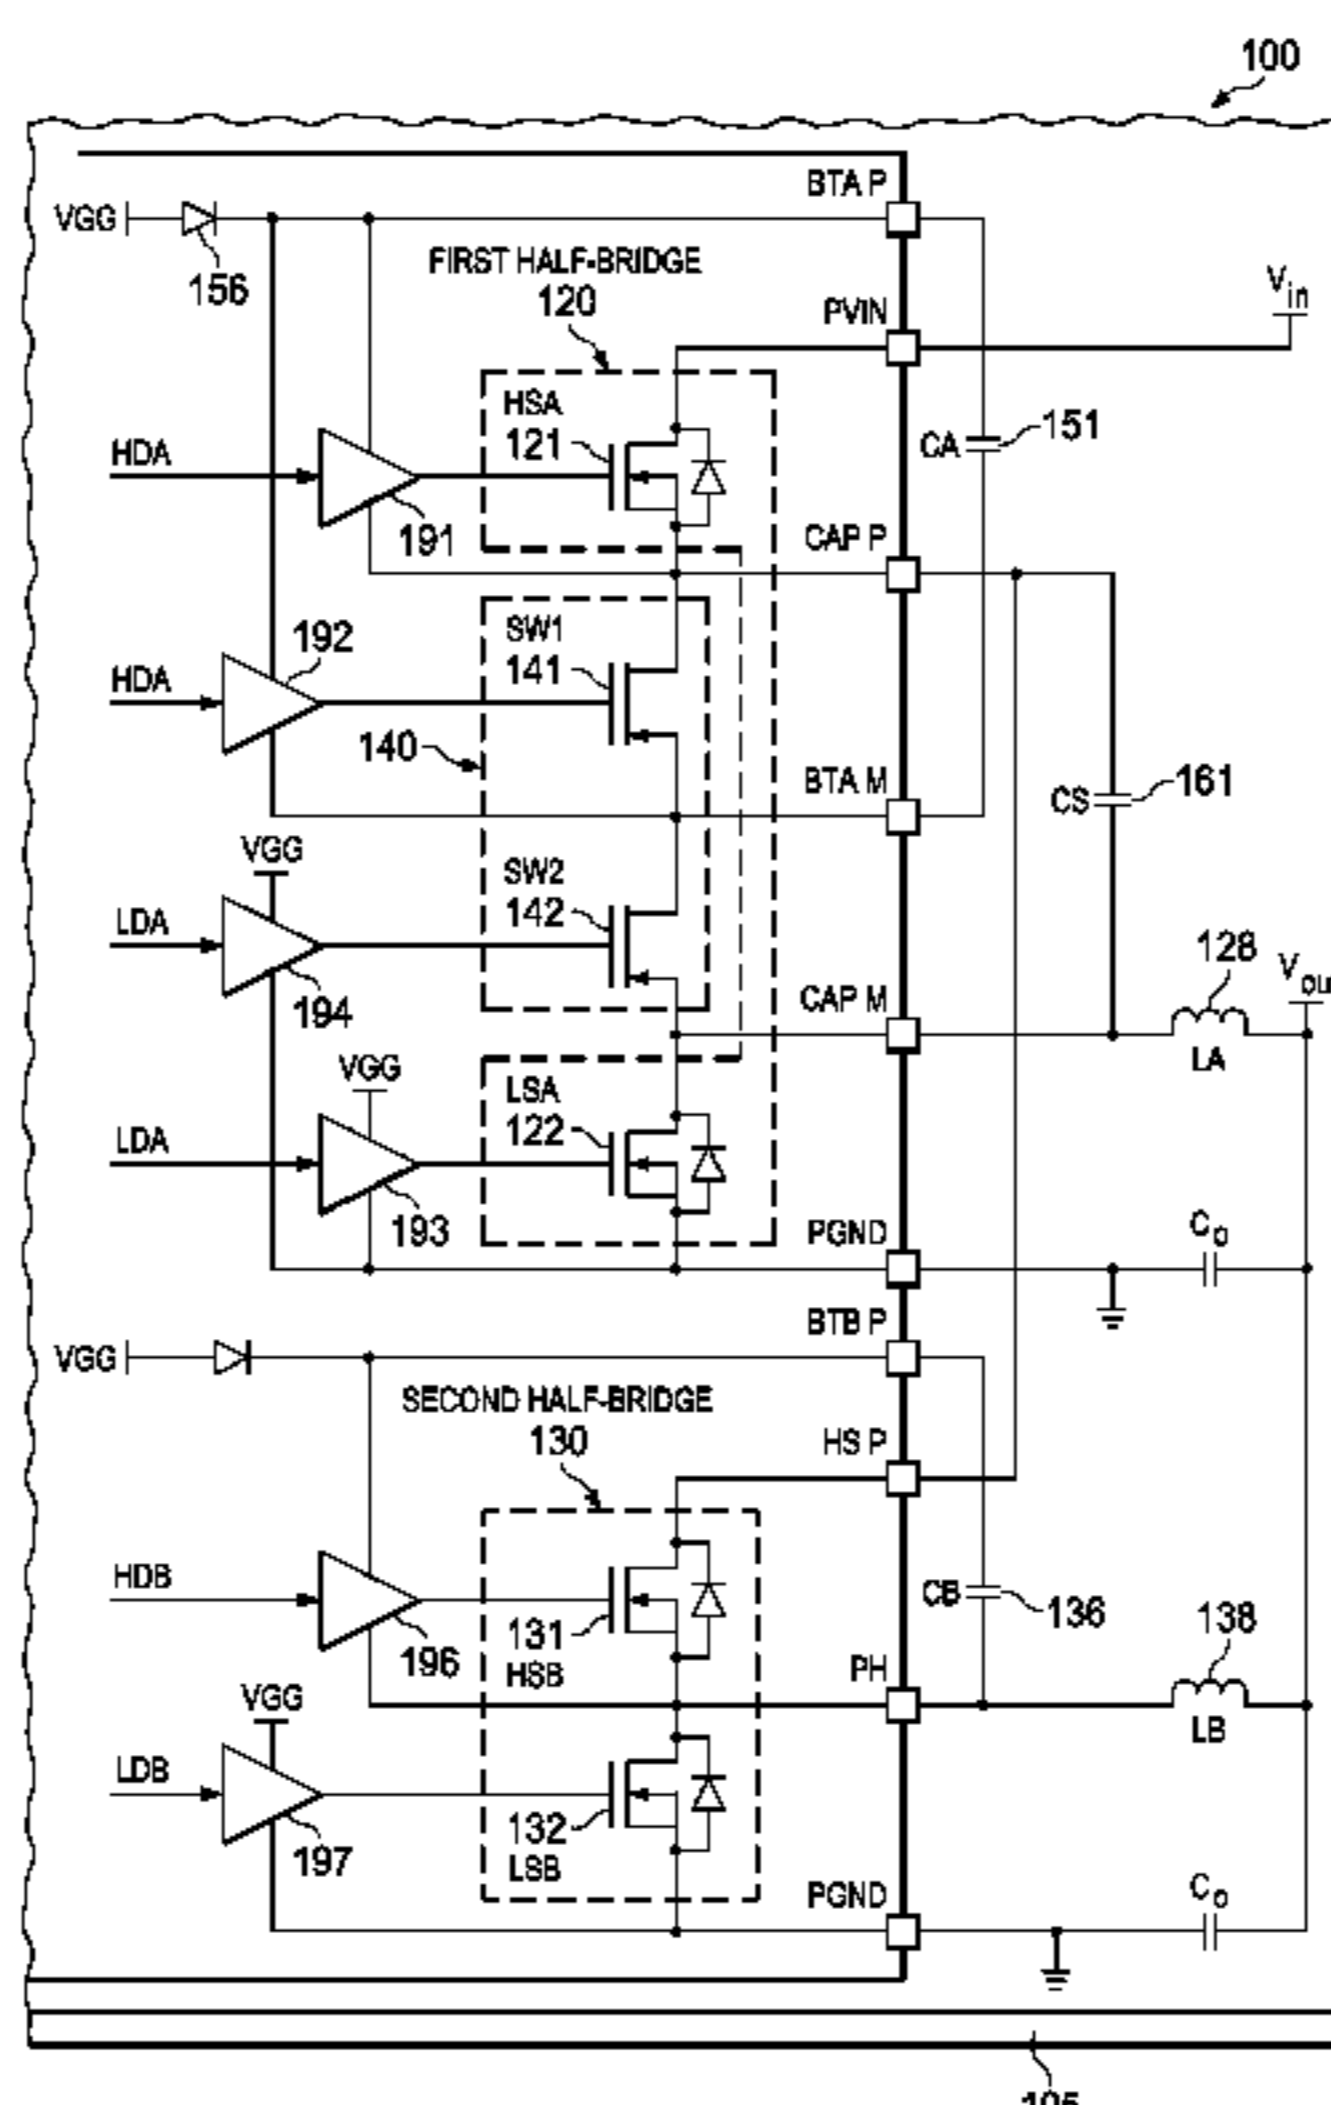 100
BTA P
VGG
156
FIRST HALF-BRIDGE
120
PVIN
Vin
HSA
121
HDA
191
CA
151
CAP P
SW1
141
HDA
192
140
BTA M
CS
161
VGG
SW2
142
LDA
194
CAP M
128
LA
VGG
LSA
122
LDA
193
PGND
Co
BTB P
VGG
SECOND HALF-BRIDGE
130
HS P
HDB
196
131
HSB
CB
136
PH
138
LB
VGG
LDB
197
132
LSB
PGND
Co